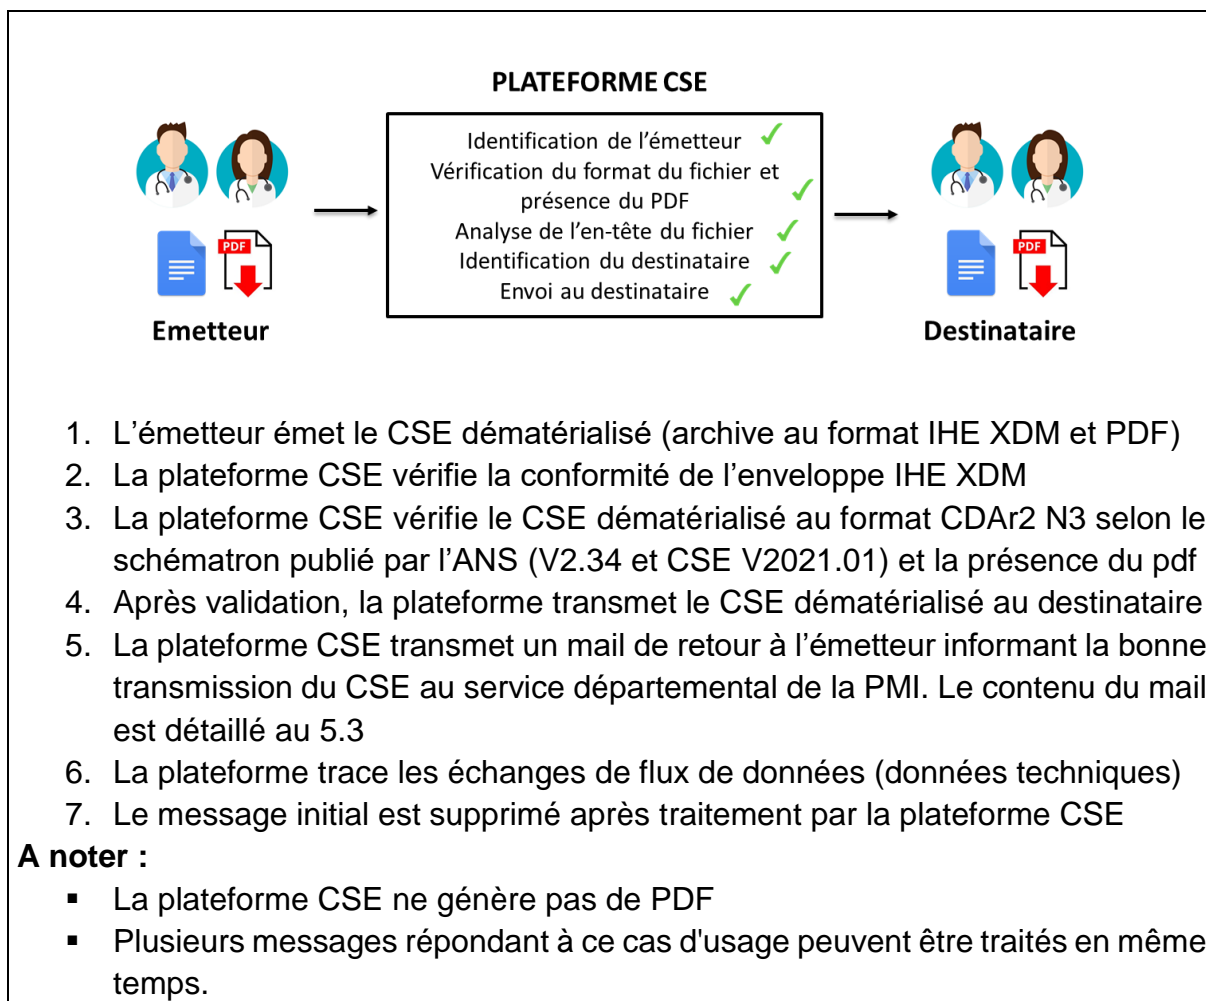 PLATEFORME CSE
Identification de l'émetteur
Vérification du format du fichier et
présence du PDF
Analyse de l'en-tête du fichier
Identification du destinataire
Envoi au destinataire
PDF
Emetteur
PDF
Destinataire
1. L'émetteur émet le CSE dématérialisé (archive au format IHE XDM et PDF)
2. La plateforme CSE vérifie la conformité de l'enveloppe IHE XDM
3. La plateforme CSE vérifie le CSE dématérialisé au format CDAr2 N3 selon le
schématron publié par l'ANS (V2.34 et CSE V2021.01) et la présence du pdf
4. Après validation, la plateforme transmet le CSE dématérialisé au destinataire
5. La plateforme CSE transmet un mail de retour à l'émetteur informant la bonne
transmission du CSE au service départemental de la PMI. Le contenu du mail
est détaillé au 5.3
6. La plateforme trace les échanges de flux de données (données techniques)
7. Le message initial est supprimé après traitement par la plateforme CSE
A noter :
▪ La plateforme CSE ne génère pas de PDF
▪ Plusieurs messages répondant à ce cas d'usage peuvent être traités en même
temps.